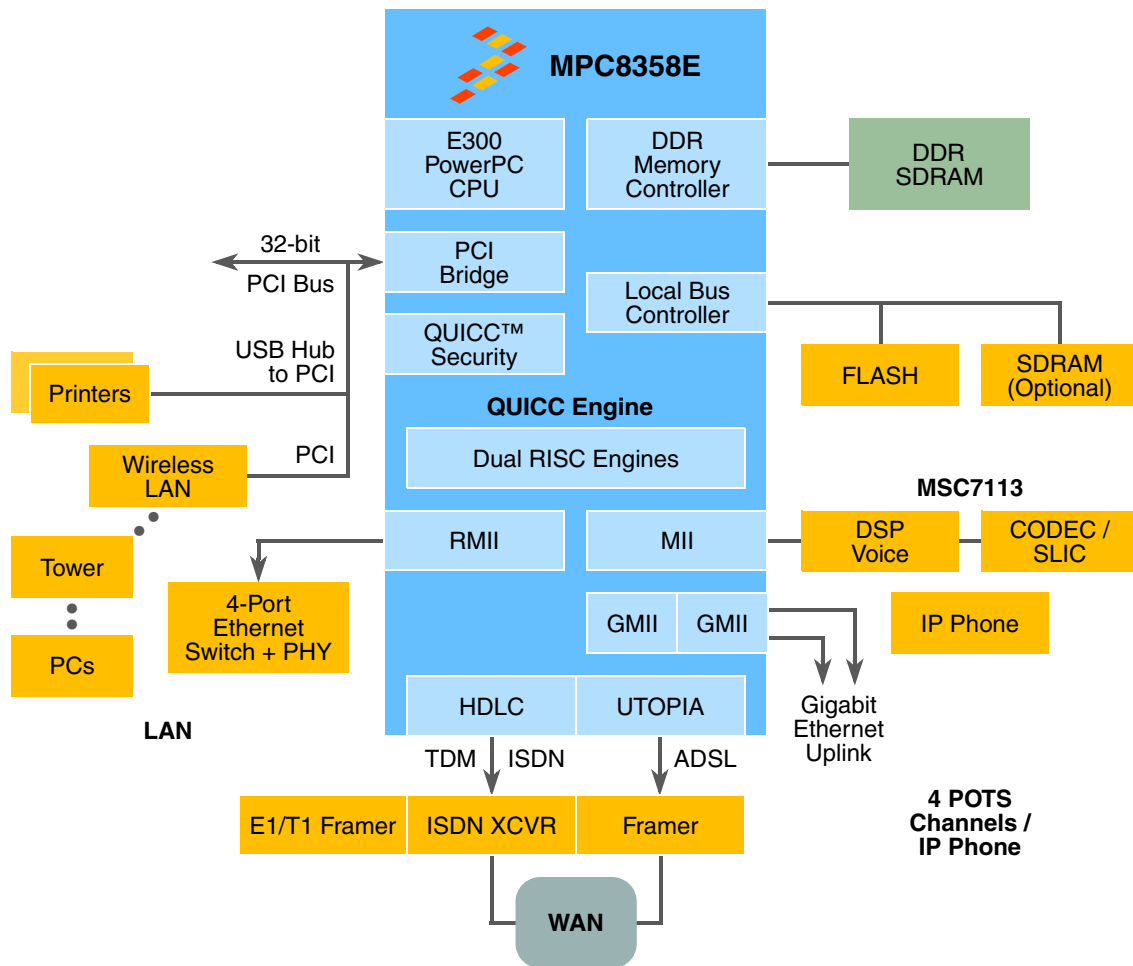 MPC8358E
E300
PowerPC
CPU
DDR
Memory
Controller
DDR
SDRAM
32-bit
PCI Bus
PCI
Bridge
Local Bus
Controller
QUICC™
Security
USB Hub
to PCI
Printers
FLASH
SDRAM
(Optional)
QUICC Engine
Dual RISC Engines
PCI
Wireless
LAN
MSC7113
RMII
MII
DSP
Voice
CODEC /
SLIC
Tower
4-Port
Ethernet
Switch + PHY
GMII
GMII
IP Phone
PCs
LAN
HDLC
UTOPIA
Gigabit
Ethernet
Uplink
TDM
ISDN
ADSL
E1/T1 Framer
ISDN XCVR
Framer
4 POTS
Channels /
IP Phone
WAN